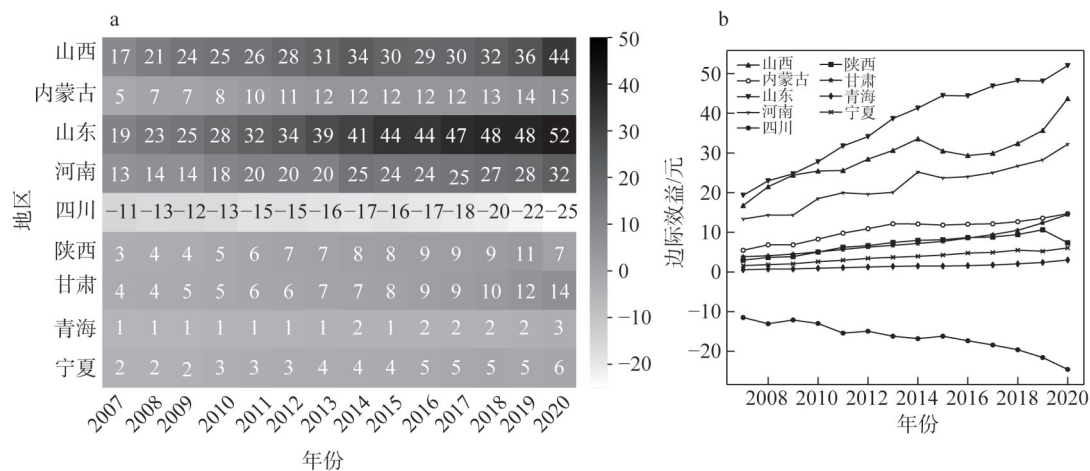 a
山西 17 21 24 25 26 28 31 34 30 29 30 32 36 44
内蒙古 5 7 7 8 10 11 12 12 12 12 12 13 14 15
山东 19 23 25 28 32 34 39 41 44 44 47 48 48 52
河南 13 14 14 18 20 20 20 25 24 24 25 27 28 32
四川 −11 −13 −12 −13 −15 −15 −16 −17 −16 −17 −18 −20 −22 −25
陕西 3 4 4 5 6 7 7 8 8 9 9 9 11 7
甘肃 4 4 5 5 6 6 7 7 8 9 9 10 12 14
青海 1 1 1 1 1 1 1 2 1 2 2 2 2 3
宁夏 2 2 2 3 3 3 4 4 4 5 5 5 5 6
2007 2008 2009 2010 2011 2012 2013 2014 2015 2016 2017 2018 2019 2020
年份
地区
50
40
30
20
10
0
−10
−20
b
山西 陕西
内蒙古 甘肃
山东 青海
河南 宁夏
四川
50
40
30
20
10
0
−10
−20
边际效益/元
2008 2010 2012 2014 2016 2018 2020
年份